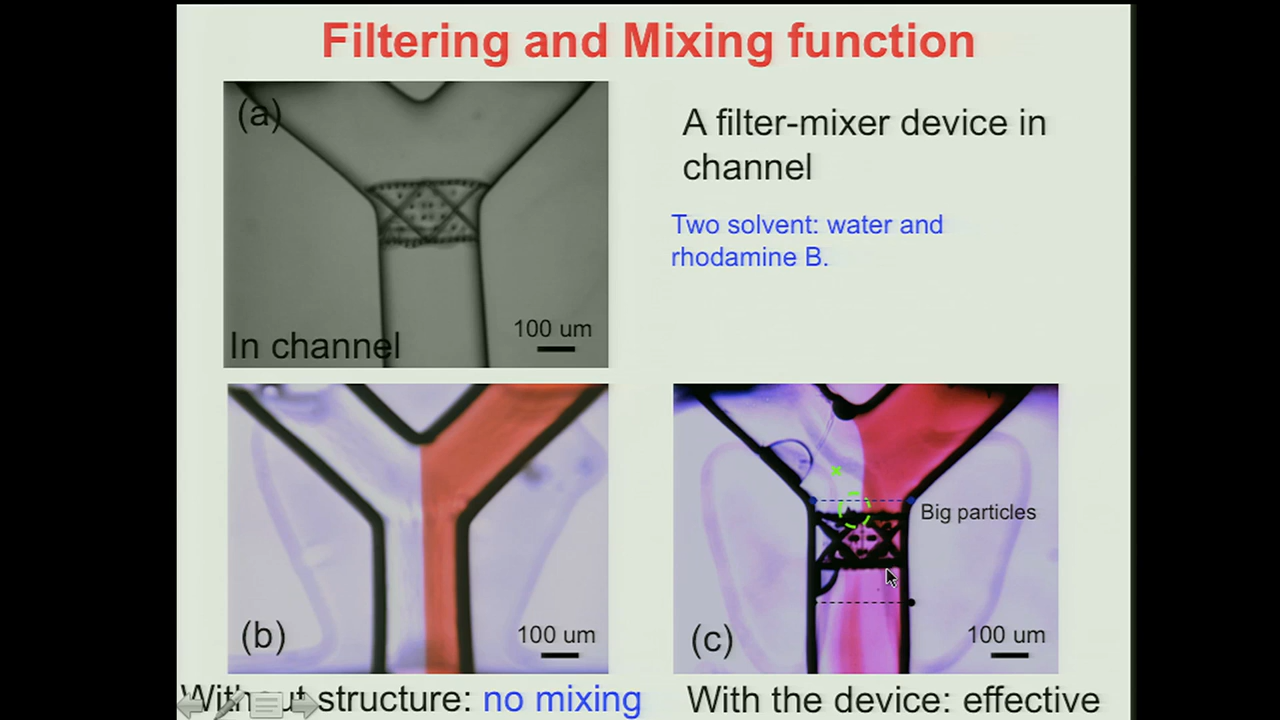 Filtering and Mixing function
(a)
In channel
100 um
A filter-mixer device in
channel
Two solvent: water and
rhodamine B.
(b)
100 um
Big particles
(c)
100 um
Without structure: no mixing
With the device: effective